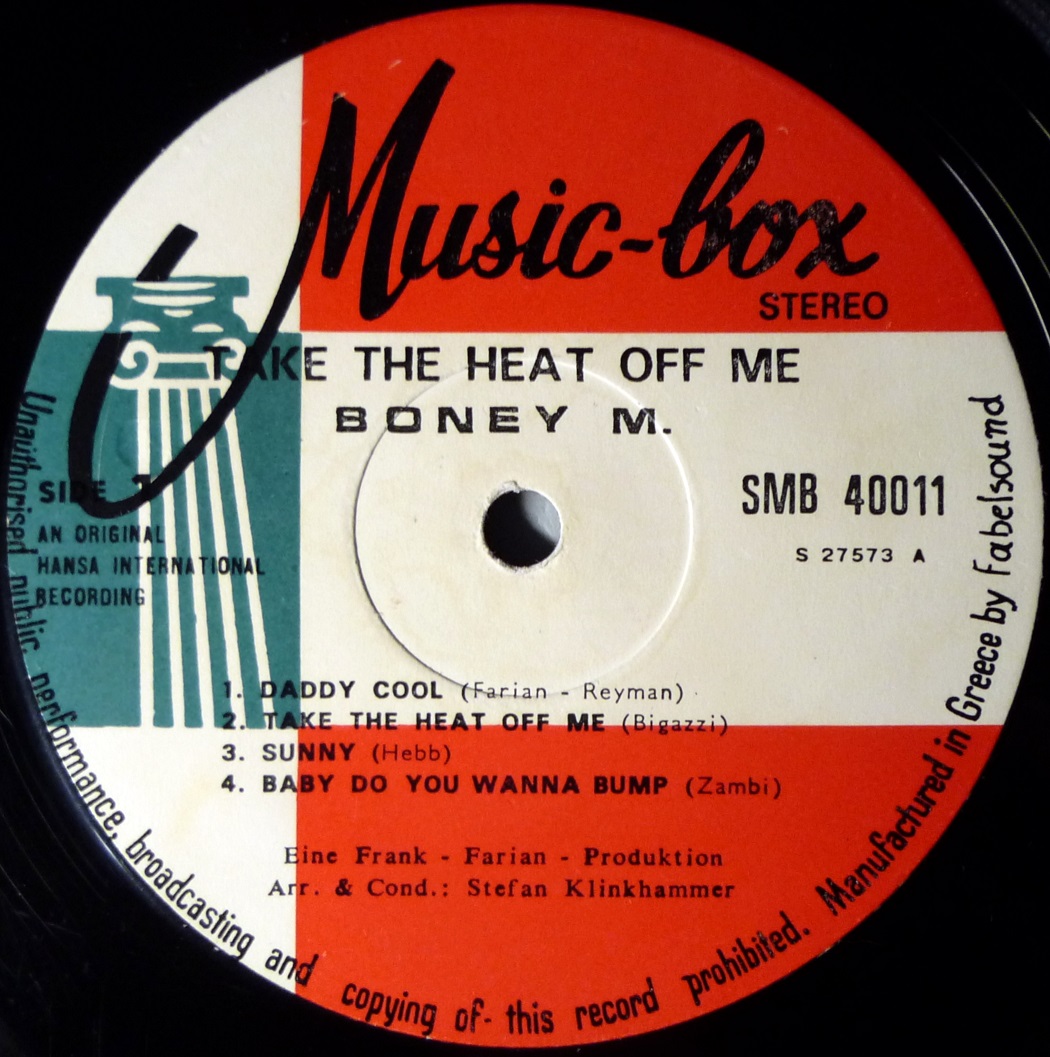 Music-box
STEREO
TAKE THE HEAT OFF ME
BONEY M.
SIDE 1
AN ORIGINAL
HANSA INTERNATIONAL
RECORDING
SMB 40011
S 27573 A
1. DADDY COOL (Farian - Reyman)
2. TAKE THE HEAT OFF ME (Bigazzi)
3. SUNNY (Hebb)
4. BABY DO YOU WANNA BUMP (Zambi)
Eine Frank - Farian - Produktion
Arr. & Cond.: Stefan Klinkhammer
Unauthorised public performance, broadcasting and copying of- this record prohibited. Manufactured in Greece by Fabelsound